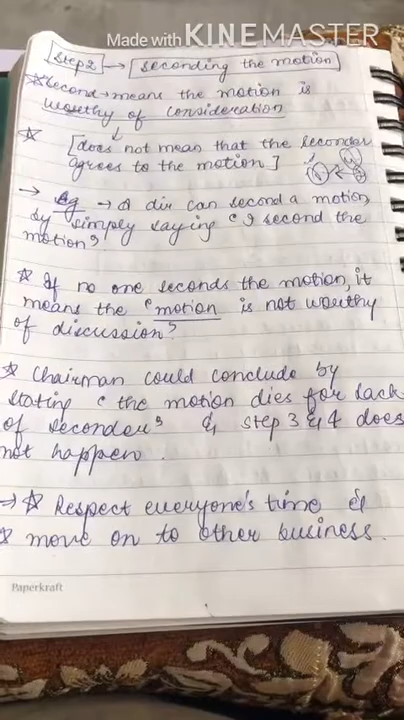 Made with KINEMASTER
Step2 → seconding the motion
☆ Second → means the motion is
worthy of consideration
☆ [does not mean that the seconder
agrees to the motion]
→ Eg → A dir can second a motion
by simply saying "I second the
motion"
☆ If no one seconds the motion, it
means the "motion is not worthy
of discussion"
☆ Chairman could conclude by
stating "the motion dies for lack
of seconder" & step 3 & 4 does
not happen.
→ ☆ Respect everyone's time &
move on to other business.
Paperkraft